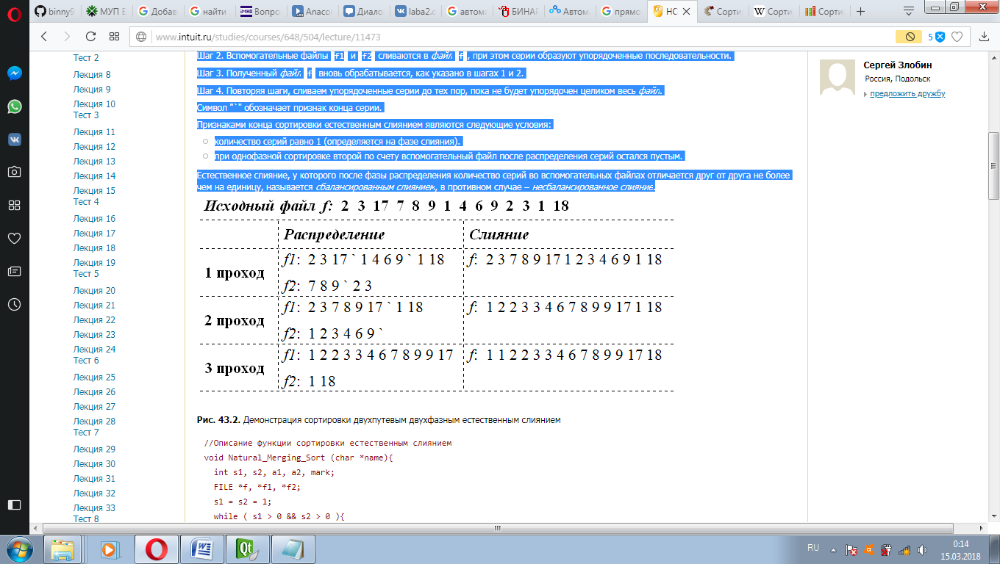 binny9
МУП Е
Добав
найти
Вопро
Anacon
Диало
laba2.c
автом
БИНАР
Автом
прямо
НС
Сорти
Сорти
Сорти
www.intuit.ru/studies/courses/648/504/lecture/11473
5
Тест 2
Лекция 8
Лекция 9
Лекция 10
Тест 3
Лекция 11
Лекция 12
Лекция 13
Лекция 14
Лекция 15
Тест 4
Лекция 16
Лекция 17
Лекция 18
Лекция 19
Тест 5
Лекция 20
Лекция 21
Лекция 22
Лекция 23
Лекция 24
Тест 6
Лекция 25
Лекция 26
Лекция 27
Лекция 28
Тест 7
Лекция 29
Лекция 30
Лекция 31
Лекция 32
Лекция 33
Тест 8
Шаг 2. Вспомогательные файлы f1 и f2 сливаются в файл f , при этом серии образуют упорядоченные последовательности.
Шаг 3. Полученный файл f вновь обрабатывается, как указано в шагах 1 и 2.
Шаг 4. Повторяя шаги, сливаем упорядоченные серии до тех пор, пока не будет упорядочен целиком весь файл.
Символ "`" обозначает признак конца серии.
Признаками конца сортировки естественным слиянием являются следующие условия:
количество серий равно 1 (определяется на фазе слияния).
при однофазной сортировке второй по счету вспомогательный файл после распределения серий остался пустым.
Естественное слияние, у которого после фазы распределения количество серий во вспомогательных файлах отличается друг от друга не более
чем на единицу, называется сбалансированным слиянием, в противном случае – несбалансированное слияние.
Исходный файл f: 2 3 17 7 8 9 1 4 6 9 2 3 1 18
Распределение Слияние
1 проход
f1: 2 3 17 ` 1 4 6 9 ` 1 18
f2: 7 8 9 ` 2 3
f: 2 3 7 8 9 17 1 2 3 4 6 9 1 18
2 проход
f1: 2 3 7 8 9 17 ` 1 18
f2: 1 2 3 4 6 9 `
f: 1 2 2 3 3 4 6 7 8 9 9 17 1 18
3 проход
f1: 1 2 2 3 3 4 6 7 8 9 9 17
f2: 1 18
f: 1 1 2 2 3 3 4 6 7 8 9 9 17 18
Рис. 43.2. Демонстрация сортировки двухпутевым двухфазным естественным слиянием
//Описание функции сортировки естественным слиянием
void Natural_Merging_Sort (char *name){
int s1, s2, a1, a2, mark;
FILE *f, *f1, *f2;
s1 = s2 = 1;
while ( s1 > 0 && s2 > 0 ){
Сергей Злобин
Россия, Подольск
предложить дружбу
RU
0:14
15.03.2018